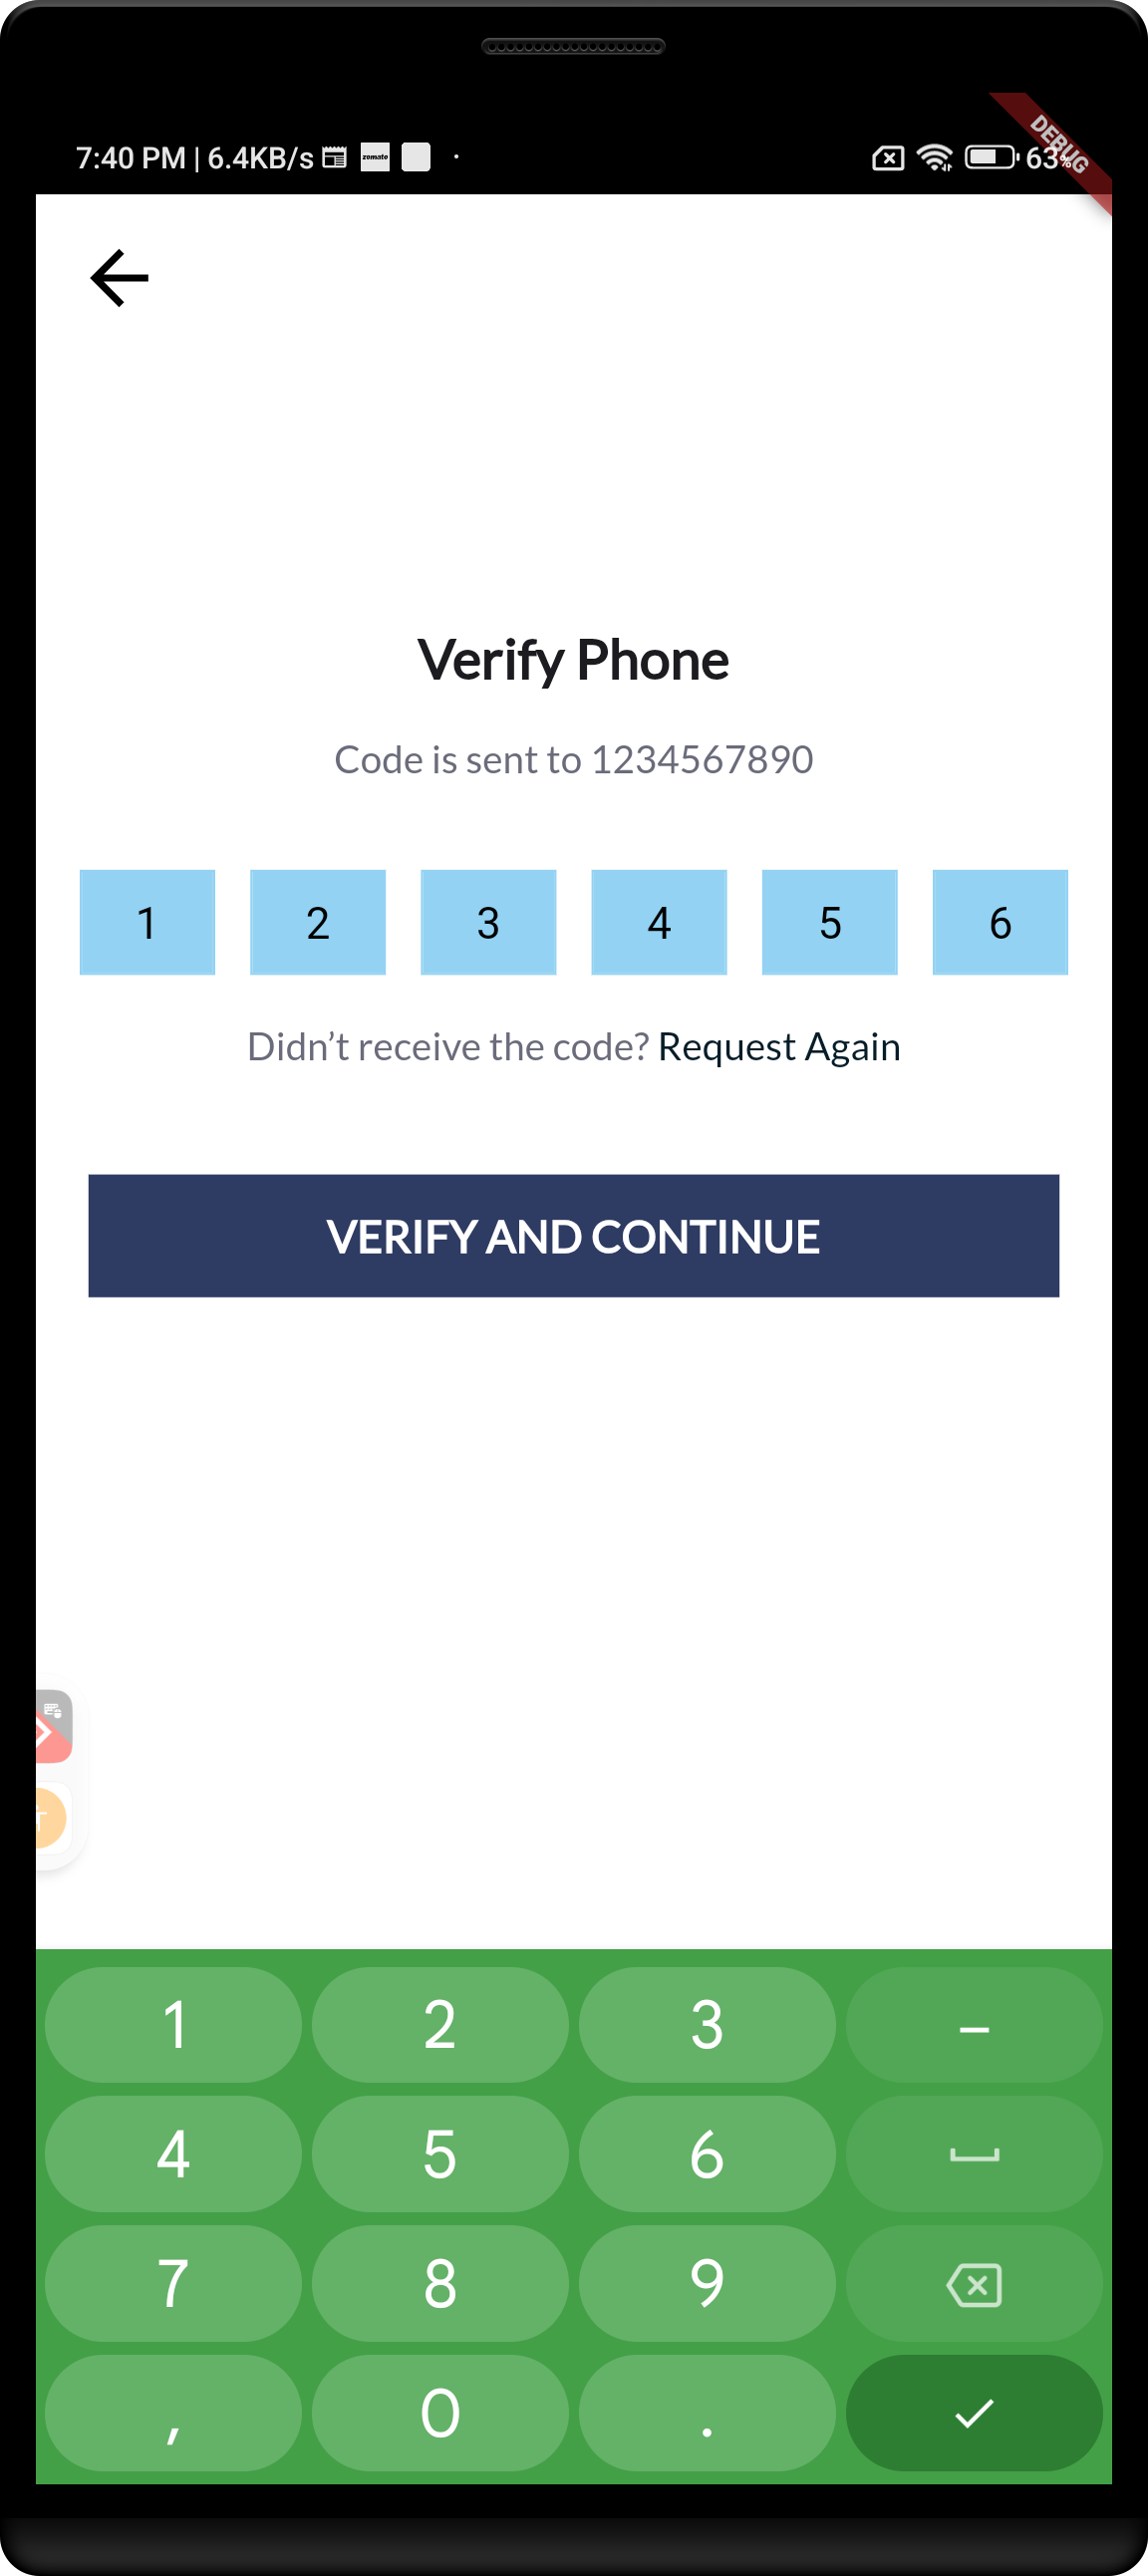 7:40 PM | 6.4KB/s zomato 63%
DEBUG
Verify Phone
Code is sent to 1234567890
1 2 3 4 5 6
Didn’t receive the code? Request Again
VERIFY AND CONTINUE
1 2 3 –
4 5 6
7 8 9
, 0 .